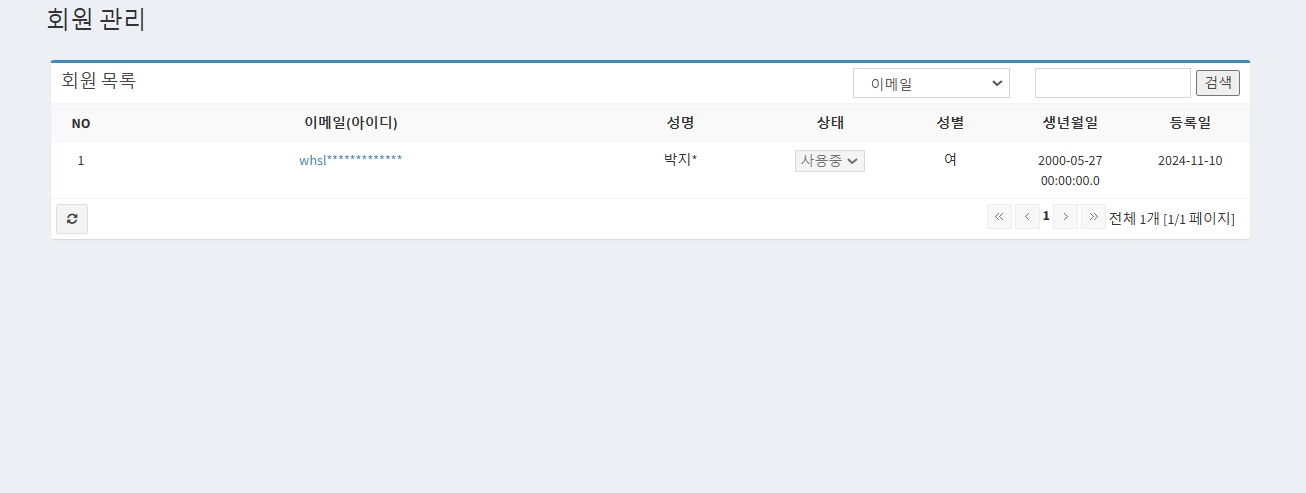 회원 관리
회원 목록 이메일 검색
NO 이메일(아이디) 성명 상태 성별 생년월일 등록일
1 whsl************* 박지* 사용중 여 2000-05-27 2024-11-10
00:00:00.0
1 전체 1개 [1/1 페이지]